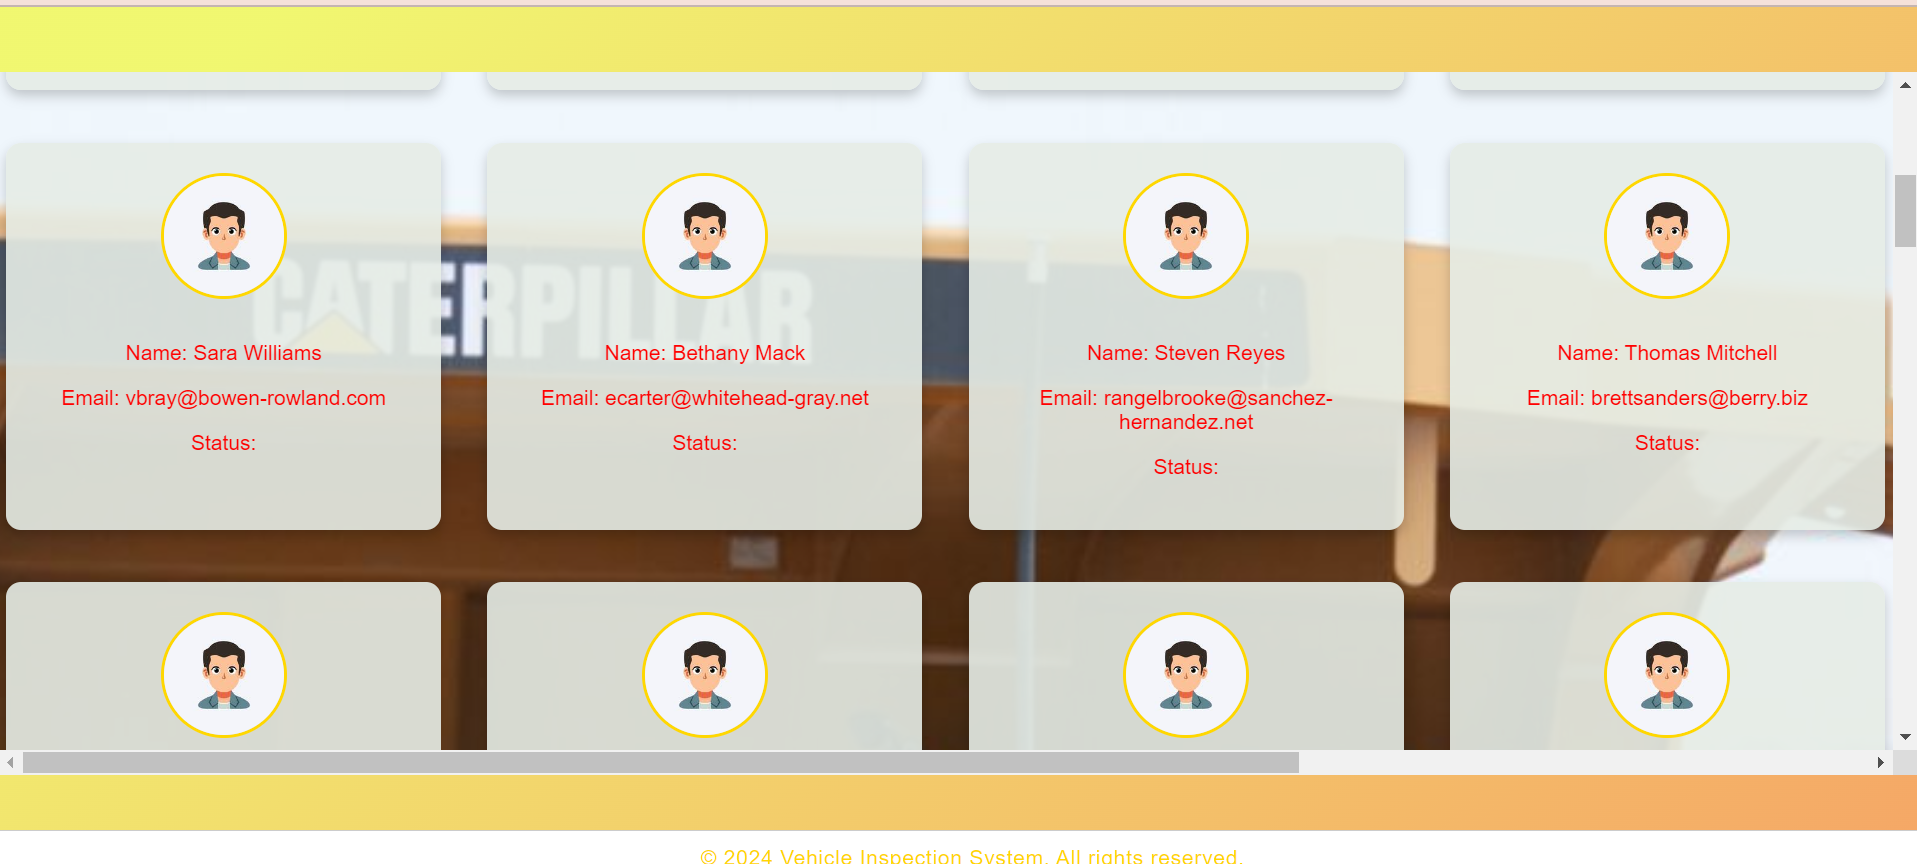 CATERPILLAR
Name: Sara Williams
Email: vbray@bowen-rowland.com
Status:
Name: Bethany Mack
Email: ecarter@whitehead-gray.net
Status:
Name: Steven Reyes
Email: rangelbrooke@sanchez-
hernandez.net
Status:
Name: Thomas Mitchell
Email: brettsanders@berry.biz
Status:
© 2024 Vehicle Inspection System. All rights reserved.